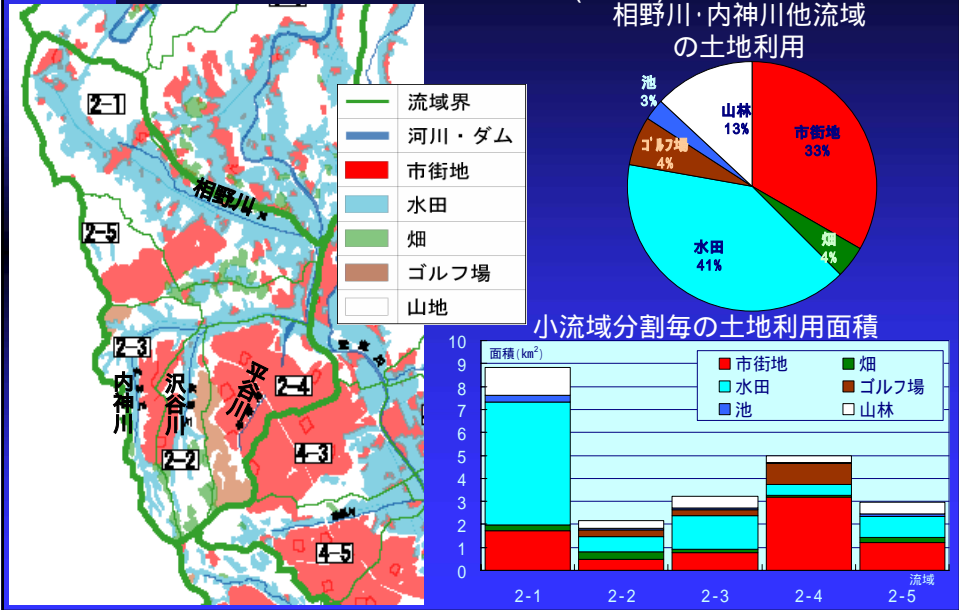 相野川･内神川他流域
の土地利用
2-1
2-5
相野川
2-3
内神川
沢谷川
平谷川
2-4
2-2
4-3
4-5
流域界
河川・ダム
市街地
水田
畑
ゴルフ場
山地
池
3%
山林
13%
市街地
33%
ｺﾞﾙﾌ場
4%
畑
4%
水田
41%
小流域分割毎の土地利用面積
面積(km²)
市街地
畑
水田
ゴルフ場
池
山林
10
9
8
7
6
5
4
3
2
1
0
2-1
2-2
2-3
2-4
2-5
流域